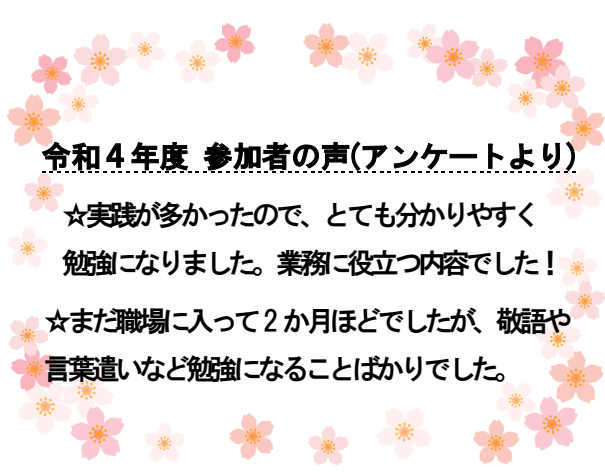 令和４年度 参加者の声(アンケートより)
☆実践が多かったので、とても分かりやすく
勉強になりました。業務に役立つ内容でした！
☆まだ職場に入って２か月ほどでしたが、敬語や
言葉遣いなど勉強になることばかりでした。